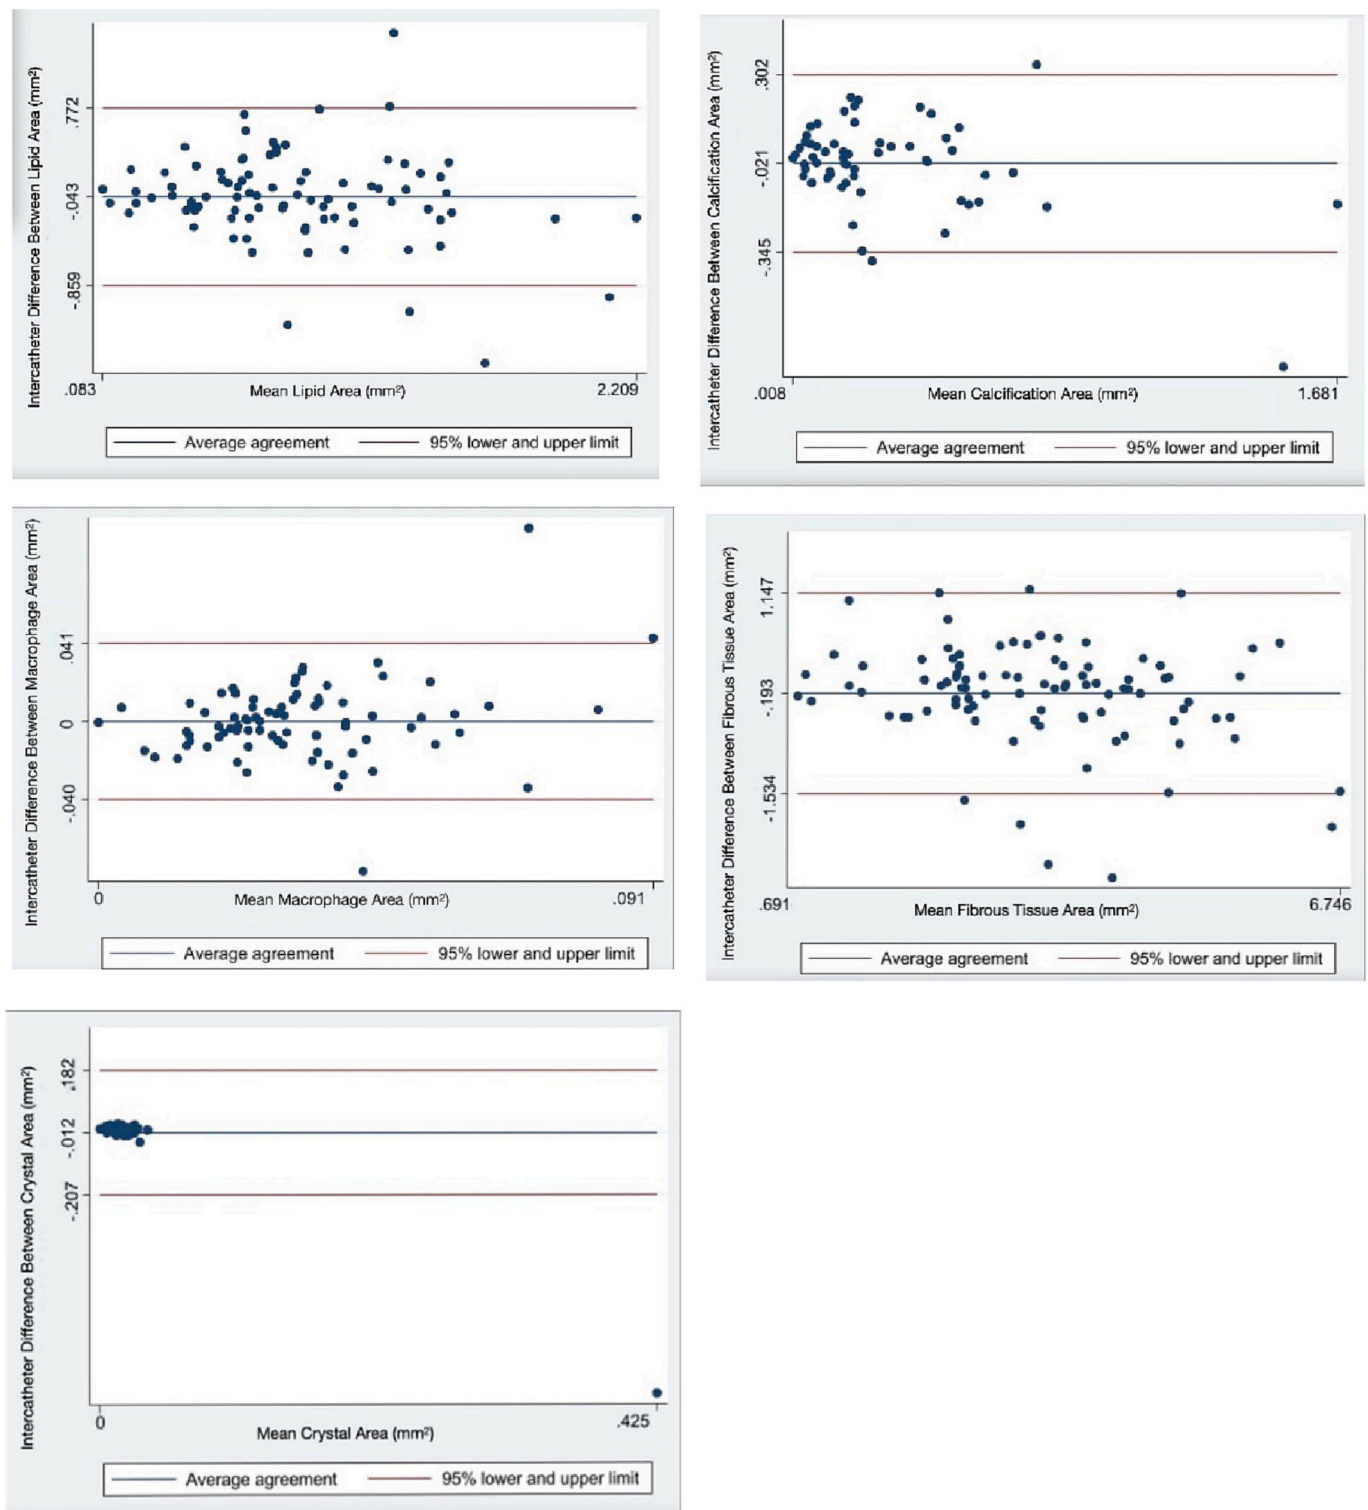 Intercatheter Difference Between Lipid Area (mm²)
.772
-.043
-.859
.083
Mean Lipid Area (mm²)
2.209
Average agreement
95% lower and upper limit
Intercatheter Difference Between Calcification Area (mm²)
.302
-.021
-.345
.008
Mean Calcification Area (mm²)
1.681
Average agreement
95% lower and upper limit
Intercatheter Difference Between Macrophage Area (mm²)
.041
0
-.040
0
Mean Macrophage Area (mm²)
.091
Average agreement
95% lower and upper limit
Intercatheter Difference Between Fibrous Tissue Area (mm²)
1.147
-.193
-1.534
.691
Mean Fibrous Tissue Area (mm²)
6.746
Average agreement
95% lower and upper limit
Intercatheter Difference Between Crystal Area (mm²)
.182
-.012
-.207
0
Mean Crystal Area (mm²)
.425
Average agreement
95% lower and upper limit